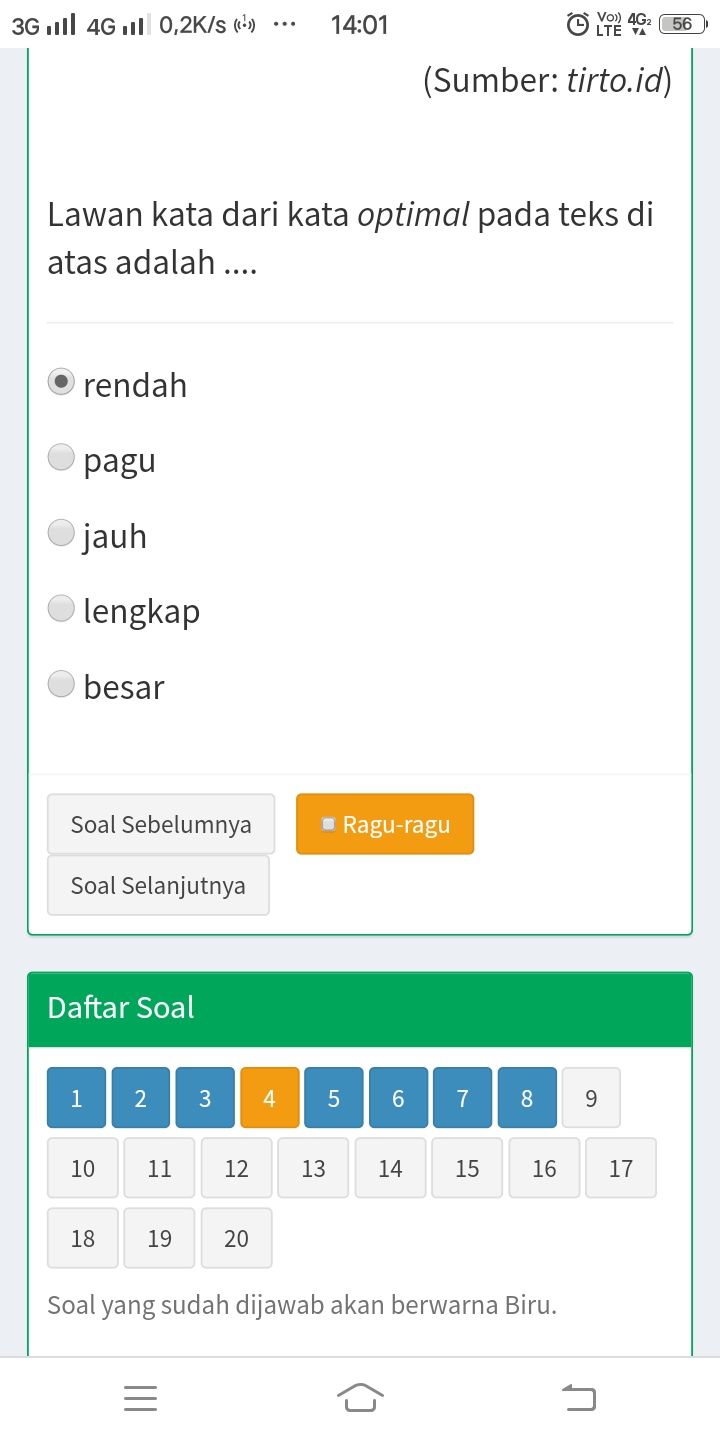 3G 4G 0,2K/s ... 14:01 Vo)) LTE 4G2 56
(Sumber: tirto.id)
Lawan kata dari kata optimal pada teks di
atas adalah ....
rendah
pagu
jauh
lengkap
besar
Soal Sebelumnya Ragu-ragu
Soal Selanjutnya
Daftar Soal
1 2 3 4 5 6 7 8 9
10 11 12 13 14 15 16 17
18 19 20
Soal yang sudah dijawab akan berwarna Biru.